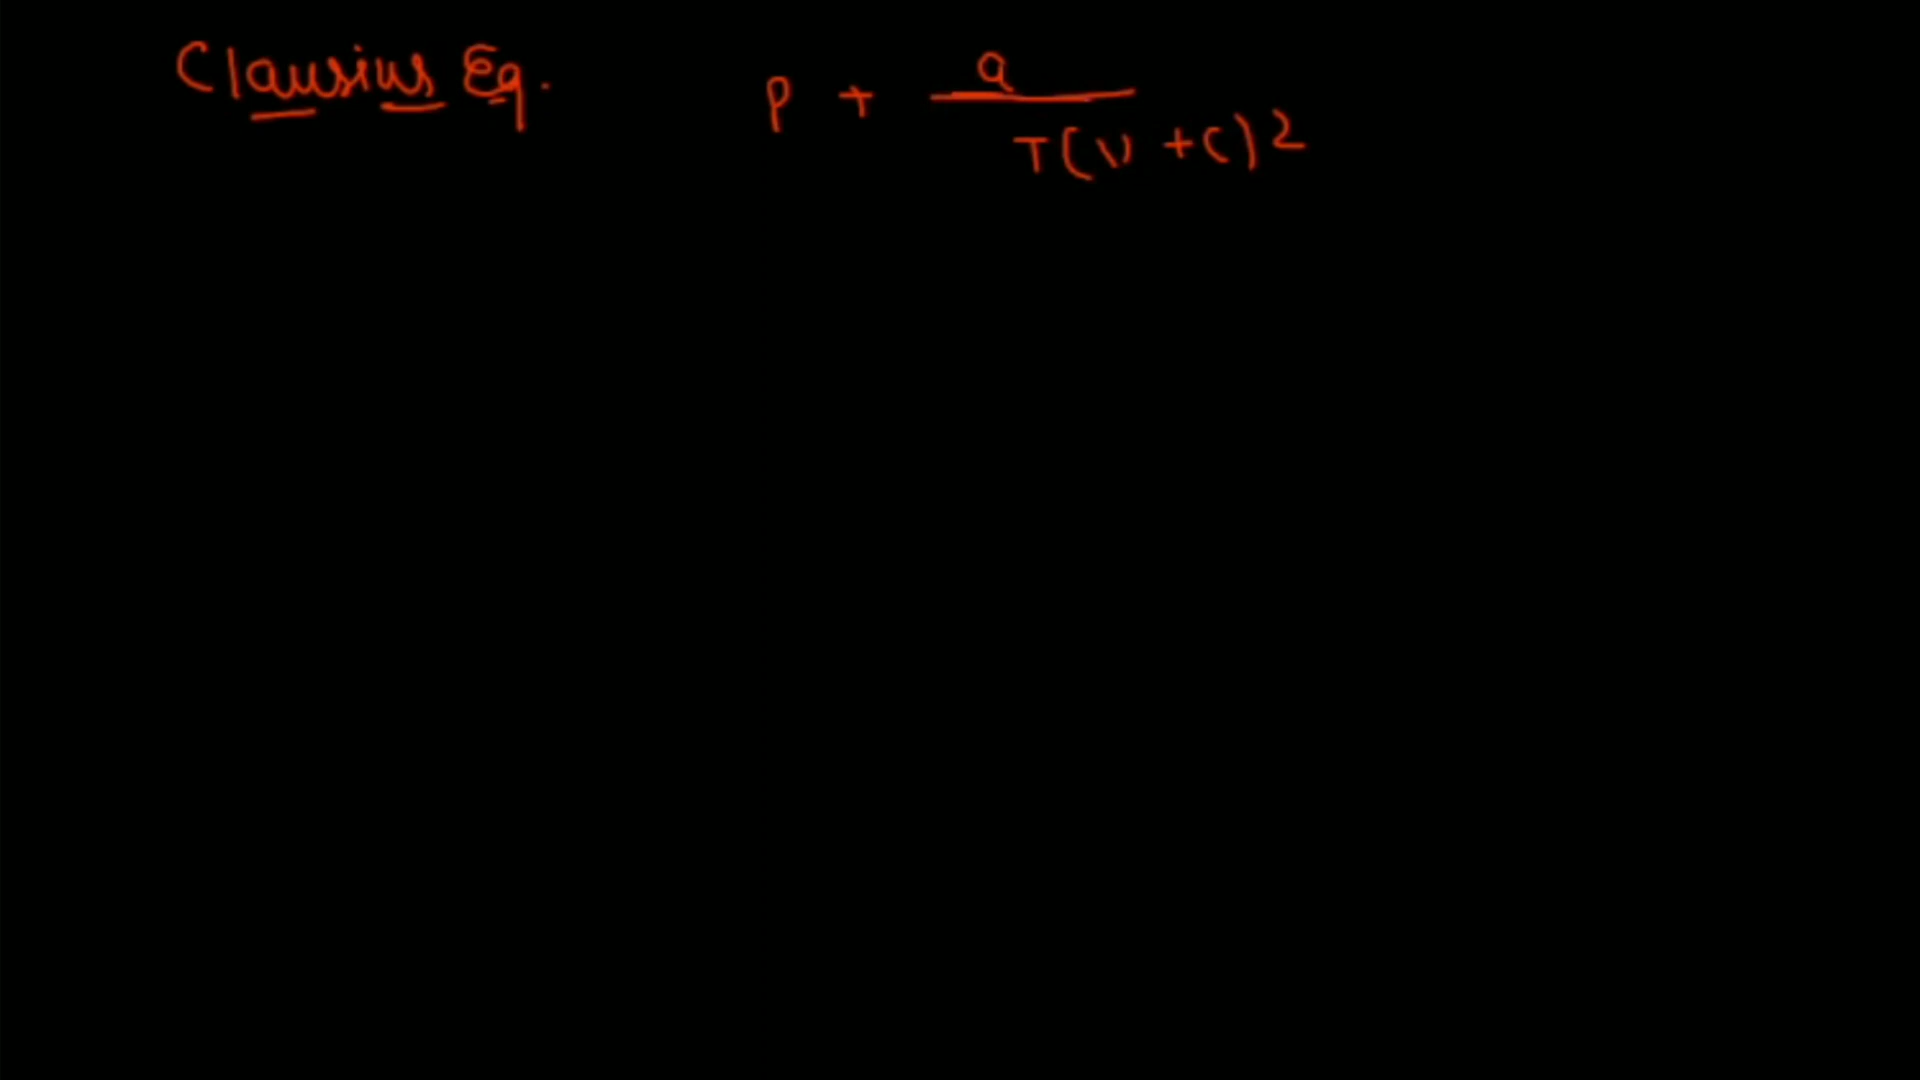 Clausius Eq.
P + a / T(V + c)²